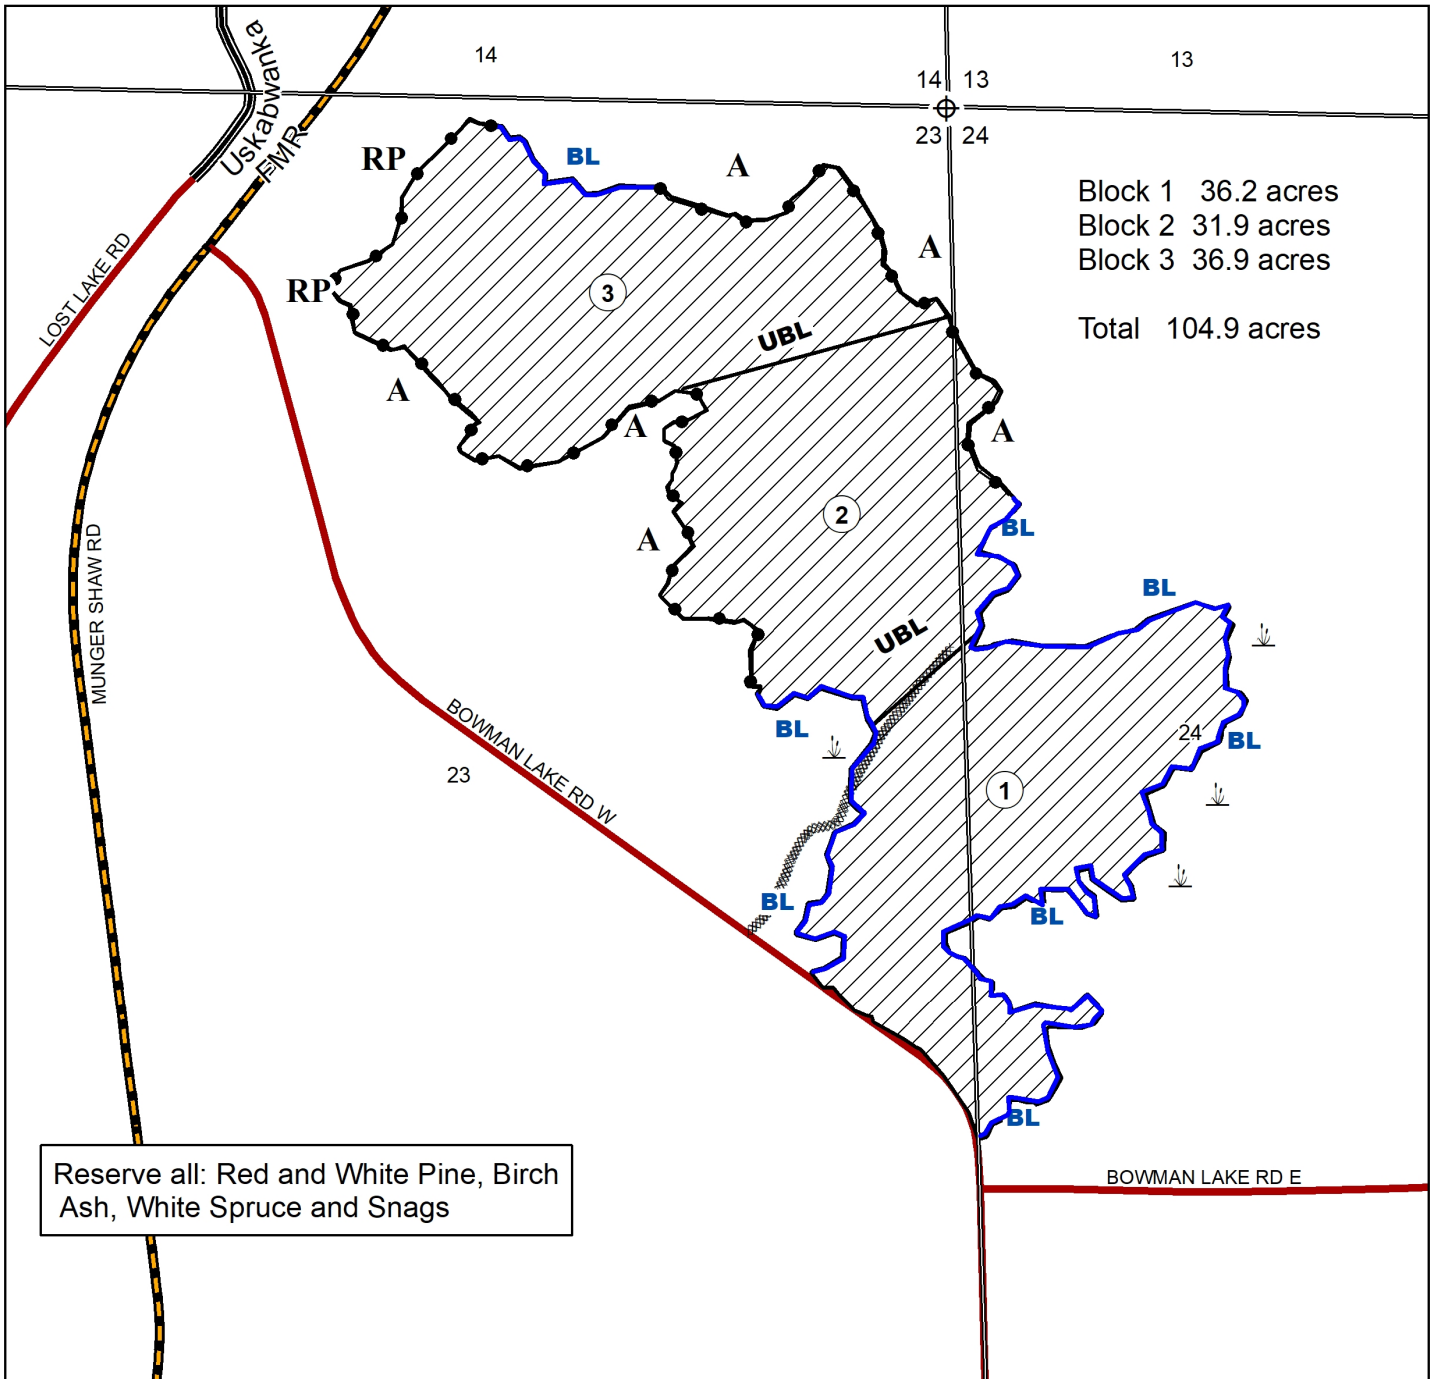 14
13
Uskabwanka
FMR
14 13
23 24
RP
BL
A
Block 1 36.2 acres
Block 2 31.9 acres
Block 3 36.9 acres
Total 104.9 acres
A
LOST LAKE RD
RP
3
UBL
A
A
A
2
BL
A
MUNGER SHAW RD
BL
UBL
BOWMAN LAKE RD W
BL
24
BL
23
1
BL
BL
BL
Reserve all: Red and White Pine, Birch
Ash, White Spruce and Snags
BOWMAN LAKE RD E